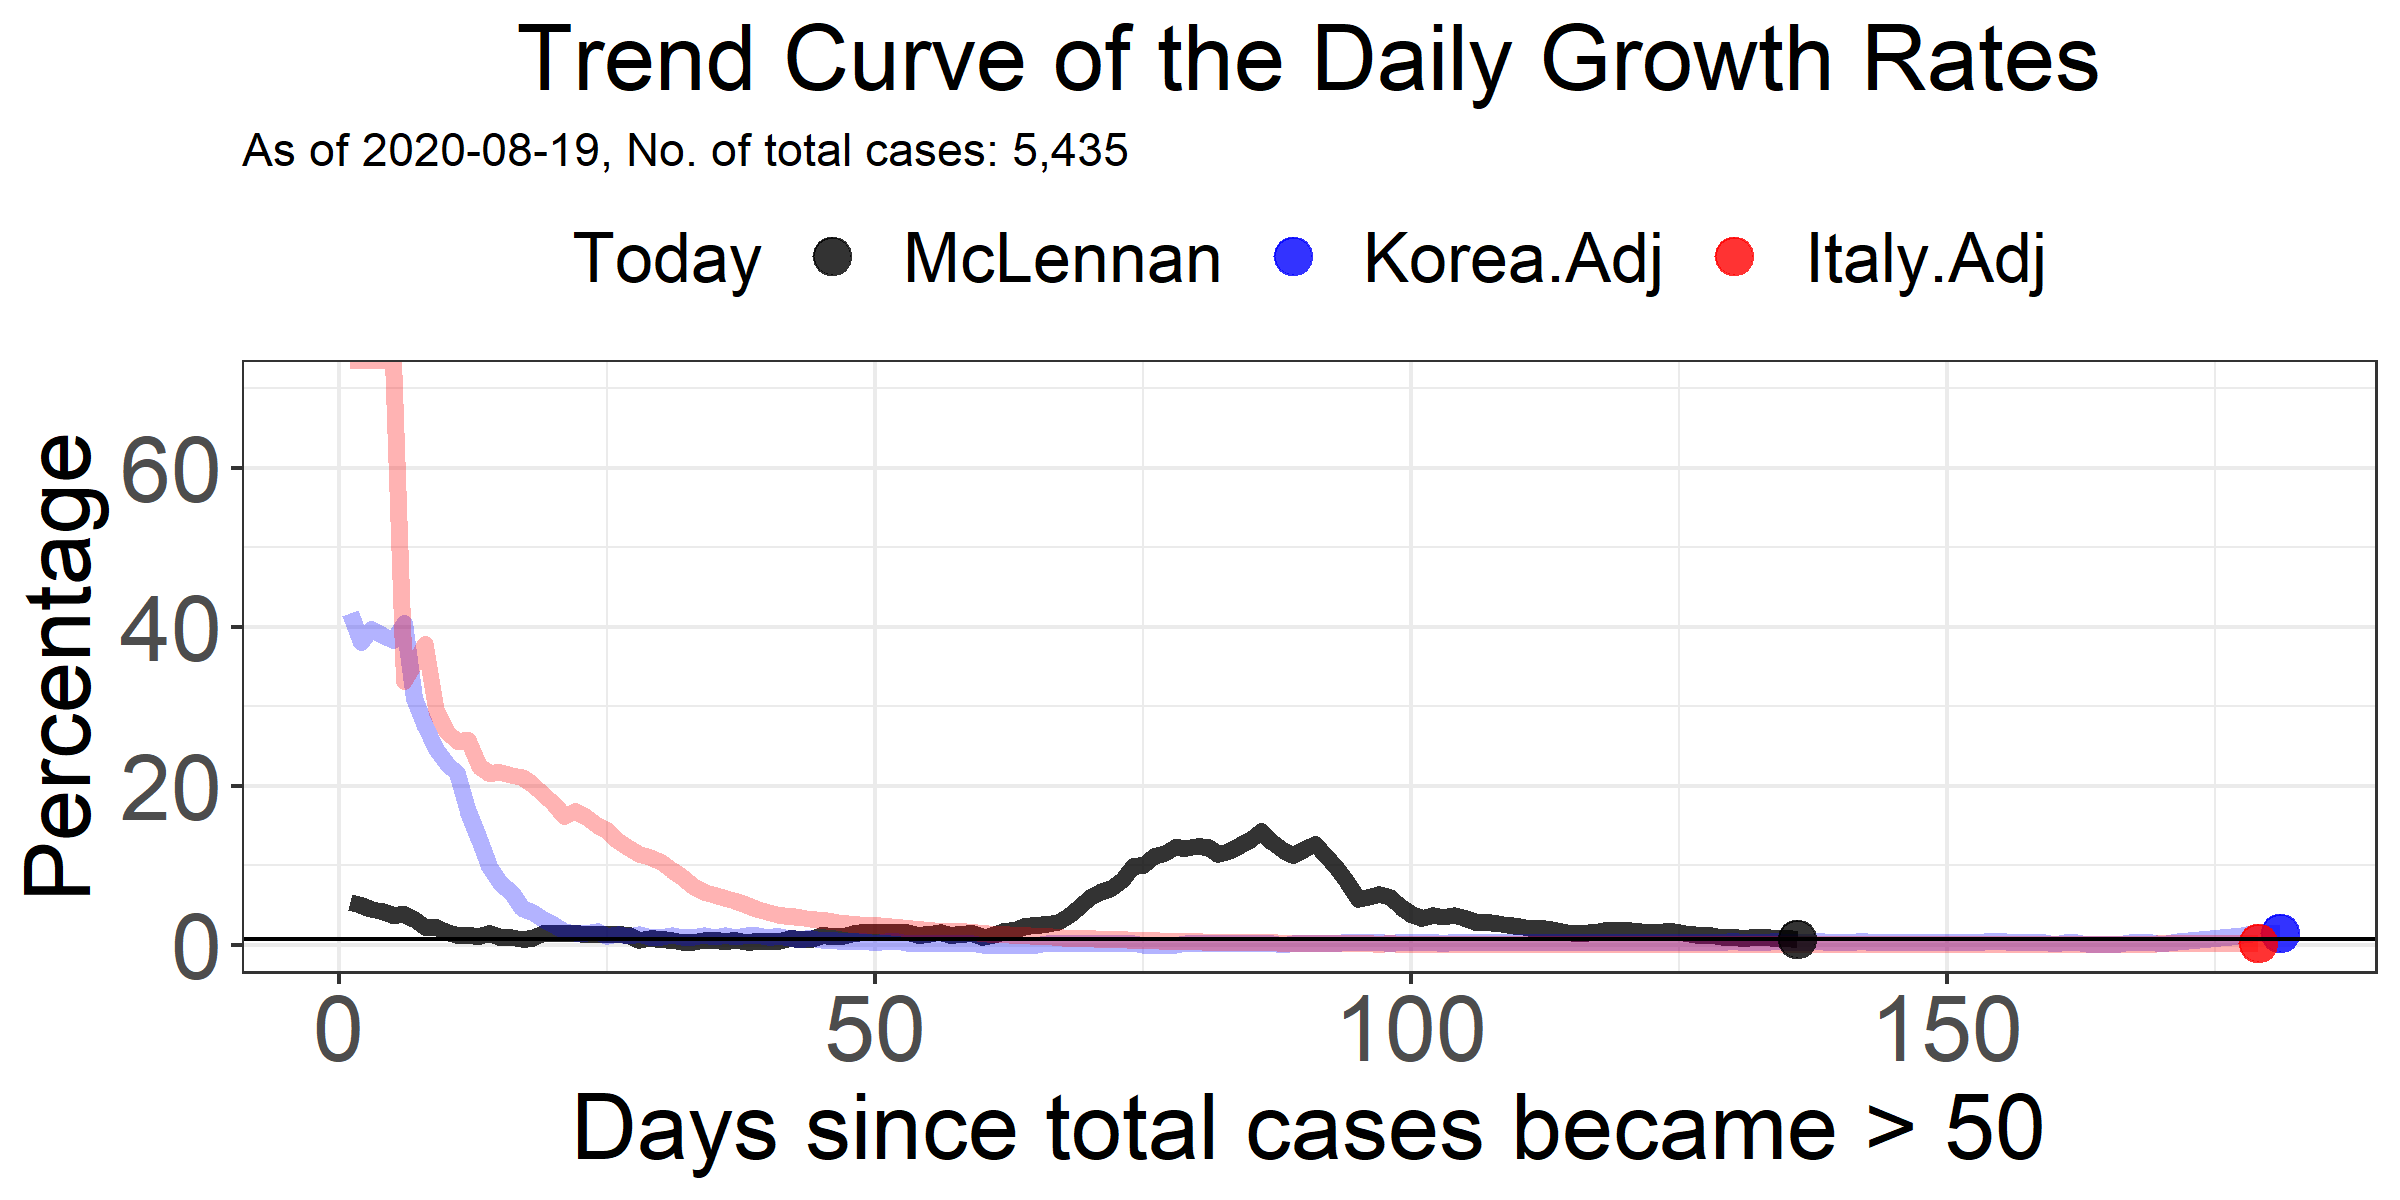 Trend Curve of the Daily Growth Rates
As of 2020-08-19, No. of total cases: 5,435
Today McLennan Korea.Adj Italy.Adj
Percentage
60
40
20
0
0 50 100 150
Days since total cases became > 50